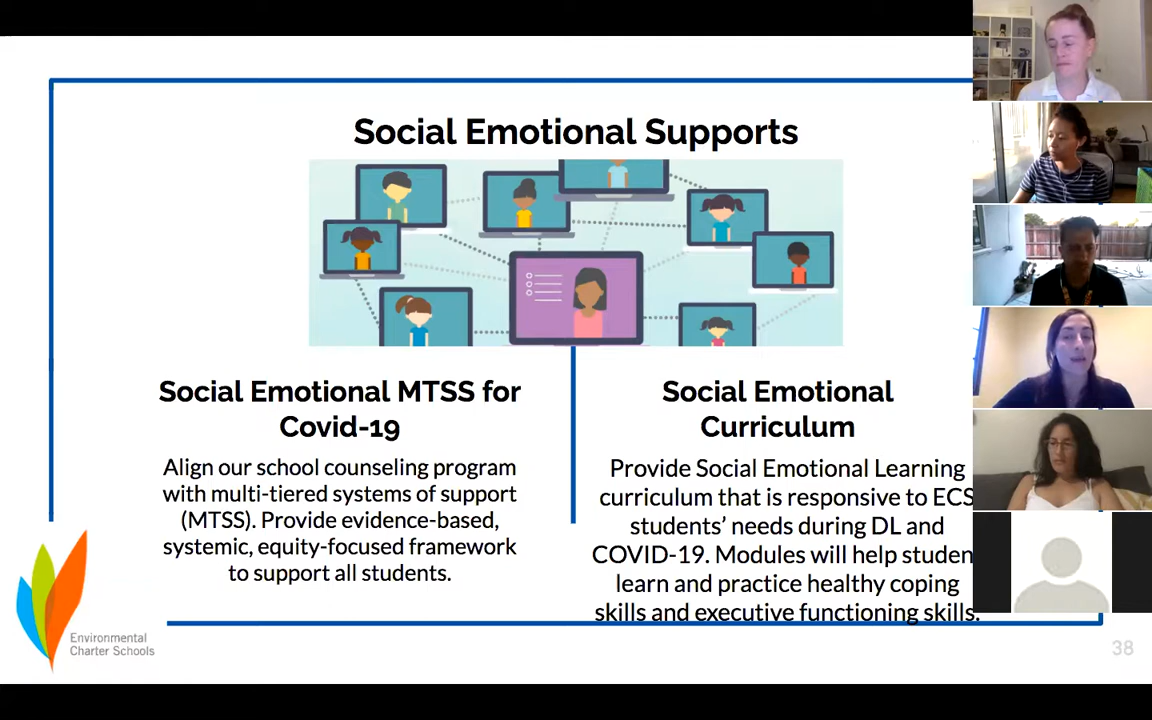 Social Emotional Supports
Social Emotional MTSS for
Covid-19
Align our school counseling program
with multi-tiered systems of support
(MTSS). Provide evidence-based,
systemic, equity-focused framework
to support all students.
Social Emotional
Curriculum
Provide Social Emotional Learning
curriculum that is responsive to ECS
students’ needs during DL and
COVID-19. Modules will help studen
learn and practice healthy coping
skills and executive functioning skills.
Environmental
Charter Schools
38